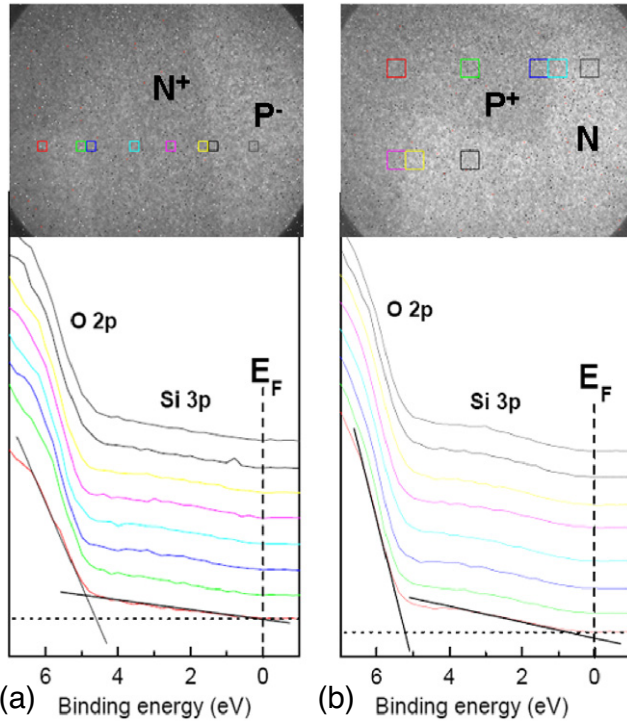 N+
P-
P+
N
O 2p
Si 3p
EF
6 4 2 0
(a) Binding energy (eV)
O 2p
Si 3p
EF
6 4 2 0
(b) Binding energy (eV)